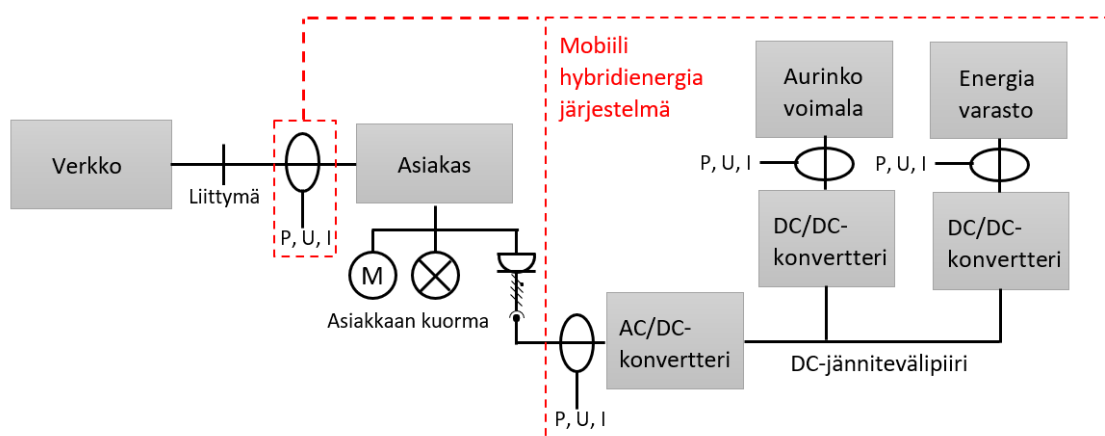 Mobiili
hybridienergia
järjestelmä
Aurinko
voimala
Energia
varasto
Verkko
Liittymä
P, U, I
Asiakas
P, U, I
P, U, I
DC/DC-
konvertteri
DC/DC-
konvertteri
M
Asiakkaan kuorma
AC/DC-
konvertteri
DC-jännitevälipiiri
P, U, I